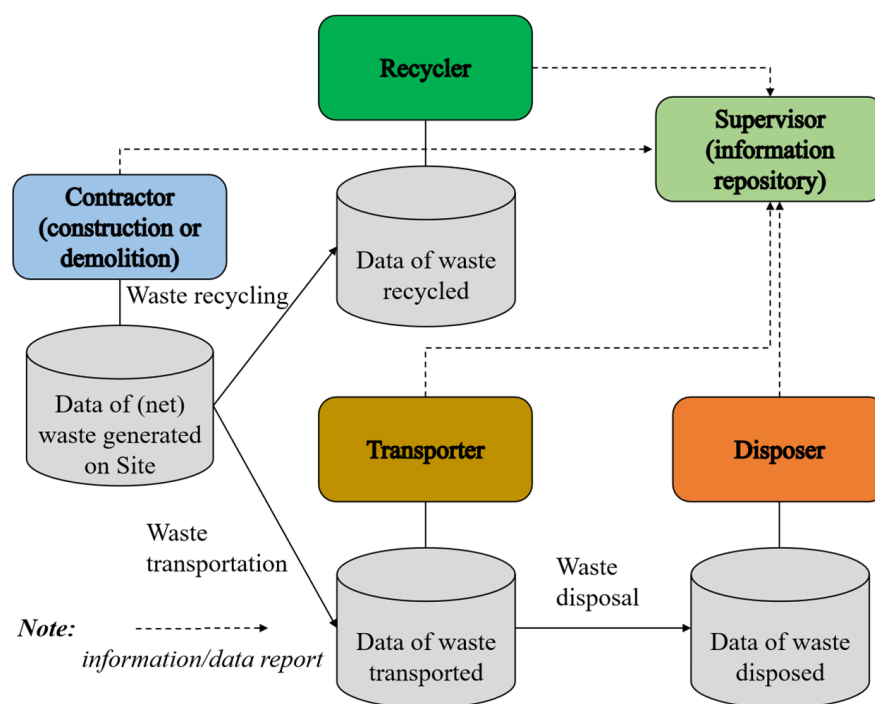 Recycler
Supervisor
(information
repository)
Contractor
(construction or
demolition)
Waste recycling
Data of waste
recycled
Data of (net)
waste generated
on Site
Transporter
Disposer
Waste
transportation
Waste
disposal
Note:
information/data report
Data of waste
transported
Data of waste
disposed